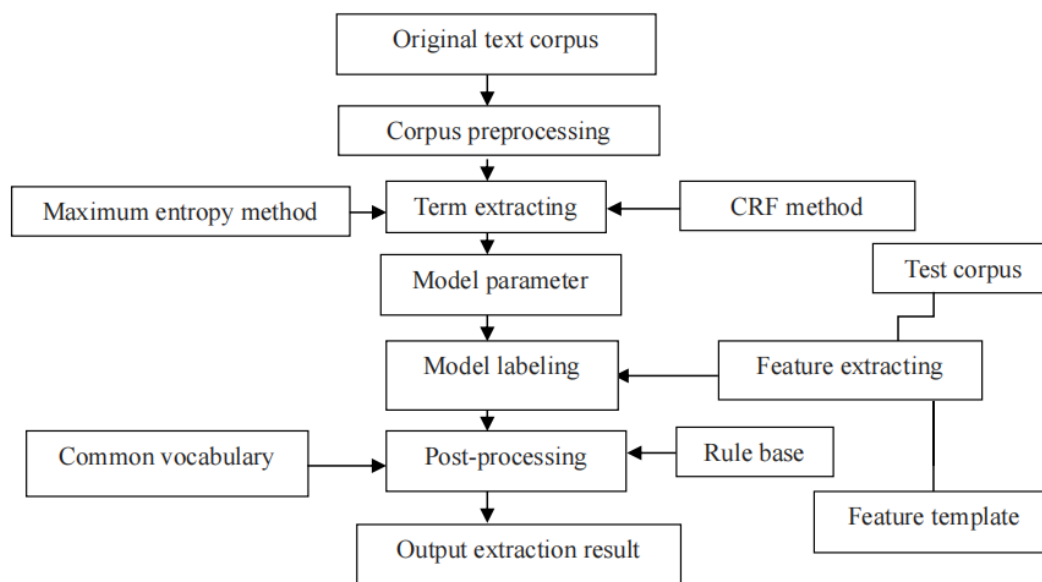 Original text corpus
Corpus preprocessing
Maximum entropy method
Term extracting
CRF method
Model parameter
Test corpus
Model labeling
Feature extracting
Common vocabulary
Post-processing
Rule base
Feature template
Output extraction result